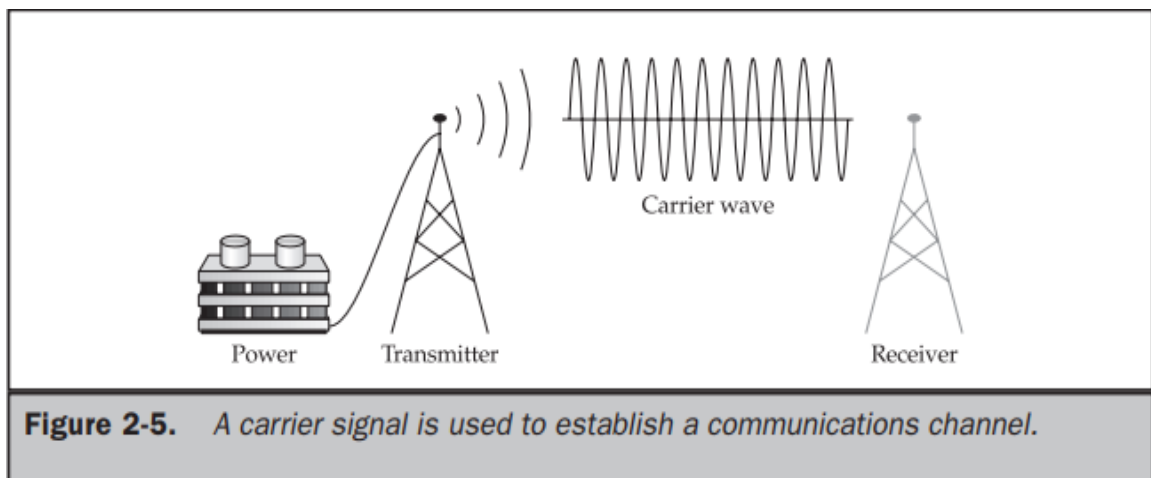 Carrier wave
Power
Transmitter
Receiver
Figure 2-5. A carrier signal is used to establish a communications channel.